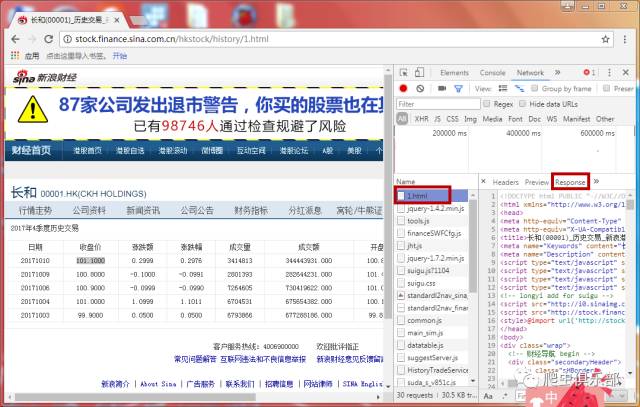 长和(00001)_历史交易_
stock.finance.sina.com.cn/hkstock/history/1.html
应用 点击这里导入书签。 开始
sina 新浪财经
87家公司发出退市警告，你买的股票也在其
已有98746人通过检查规避了风险
财经首页 港股首页 港股自选 港股滚动 微博圈 互动空间 港股论坛 A股 美股
长和 00001.HK(CKH HOLDINGS)
行情走势 公司资料 新闻资讯 公司公告 财务指标 分红派息 窝轮/牛熊证
2017年4季度历史交易
日期 收盘价 涨跌额 涨跌幅 成交量 成交额 开盘
20171010 101.1000 0.2999 0.2976 3414813 344443931.000
20171009 100.8000 -0.1000 -0.0991 2801393 282644626.000
20171006 100.9000 -0.0990 7264605 730419622.000
20171004 101.0000 1.0999 1.1011 6704531 675654382.000
20171003 99.9000 0.0500 0.0500 6793866 677288186.000
客户服务热线：4006900000 欢迎批评指正
常见问题解答 互联网违法和不良信息举报 新浪财经意见反馈留言
新浪简介 | About Sina | 广告服务 | 联系我们 | 招聘信息 | 网站律师 | SINA English
Elements Console Network 1
View: Preserve
Group by frame
Filter Regex Hide data URLs
All XHR JS CSS Img Media Font Doc WS Manifest Other
200000 ms 400000 ms 600000 ms
Name Headers Preview Response
1.html
jquery-1.4.2.min.js
tools.js
financeSWFCfg.js
jht.js
jquery-1.7.2.min.js
suigu.js?1104
suigu.css
standardl2nav_sina_
standardl2nav
common.js
main_sim.js
datatable.js
suggestServer.js
HistoryTradeService
suda_s_v851c.js
30 requests | 30.5 KB tr...
1 <!DOCTYPE html PUBLIC "-//W3C//D
2 <html xmlns="http://www.w3.org/1
3 <head>
4 <meta http-equiv="Content-Type"
5 <meta http-equiv="X-UA-Compatibl
6 <title>长和(00001)_历史交易_新浪港
7 <meta name="Keywords" content="长
8 <meta name="Description" content
9 <script type="text/javascript" s
<script type="text/javascript" s
<script type="text/javascript" s
<!-- longyi add for suigu -->
<script src="http://i0.sinaimg.c
<script src="http://stock.financ
<style>@import url('http://stock
</head>
<body>
<div class="wrap">
<!-- 财经导航 begin -->
<div class="secondaryHeader">
<div class="sHBorder">
爬虫俱乐部
中